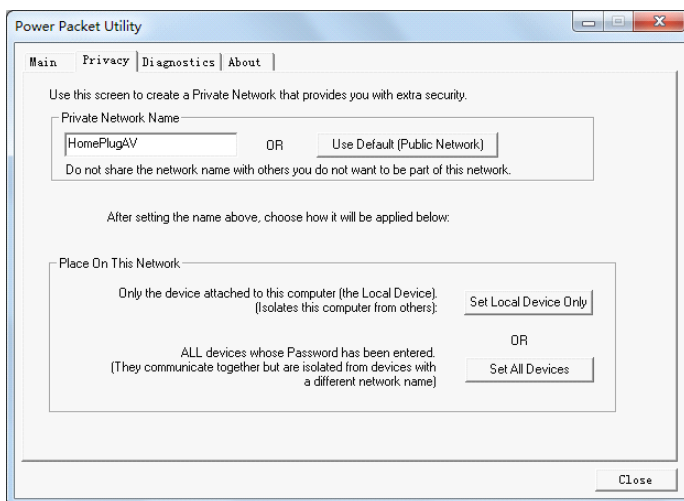 Power Packet Utility
Main Privacy Diagnostics About
Use this screen to create a Private Network that provides you with extra security.
Private Network Name
HomePlugAV OR Use Default (Public Network)
Do not share the network name with others you do not want to be part of this network.
After setting the name above, choose how it will be applied below:
Place On This Network
Only the device attached to this computer (the Local Device).
(Isolates this computer from others): Set Local Device Only
OR
ALL devices whose Password has been entered.
(They communicate together but are isolated from devices with
a different network name) Set All Devices
Close